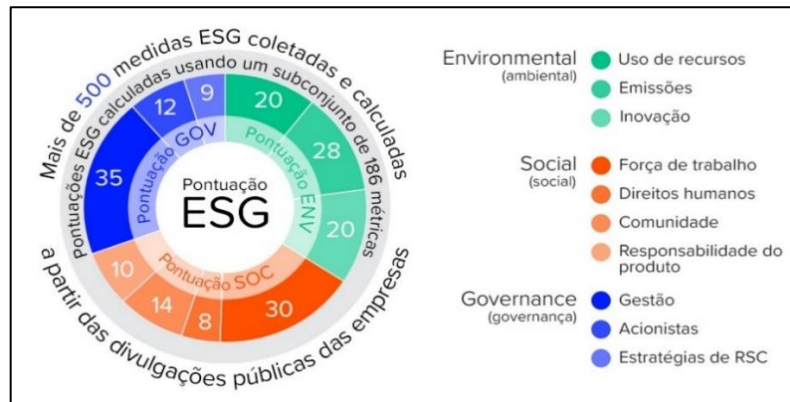 Mais de 500 medidas ESG coletadas e calculadas
a partir das divulgações públicas das empresas
Pontuações ESG calculadas usando um subconjunto de 186 métricas
9
12
35
20
28
20
30
8
14
10
Pontuação GOV
Pontuação ENV
Pontuação SOC
Pontuação
ESG
Environmental
(ambiental)
Uso de recursos
Emissões
Inovação
Social
(social)
Força de trabalho
Direitos humanos
Comunidade
Responsabilidade do
produto
Governance
(governança)
Gestão
Acionistas
Estratégias de RSC